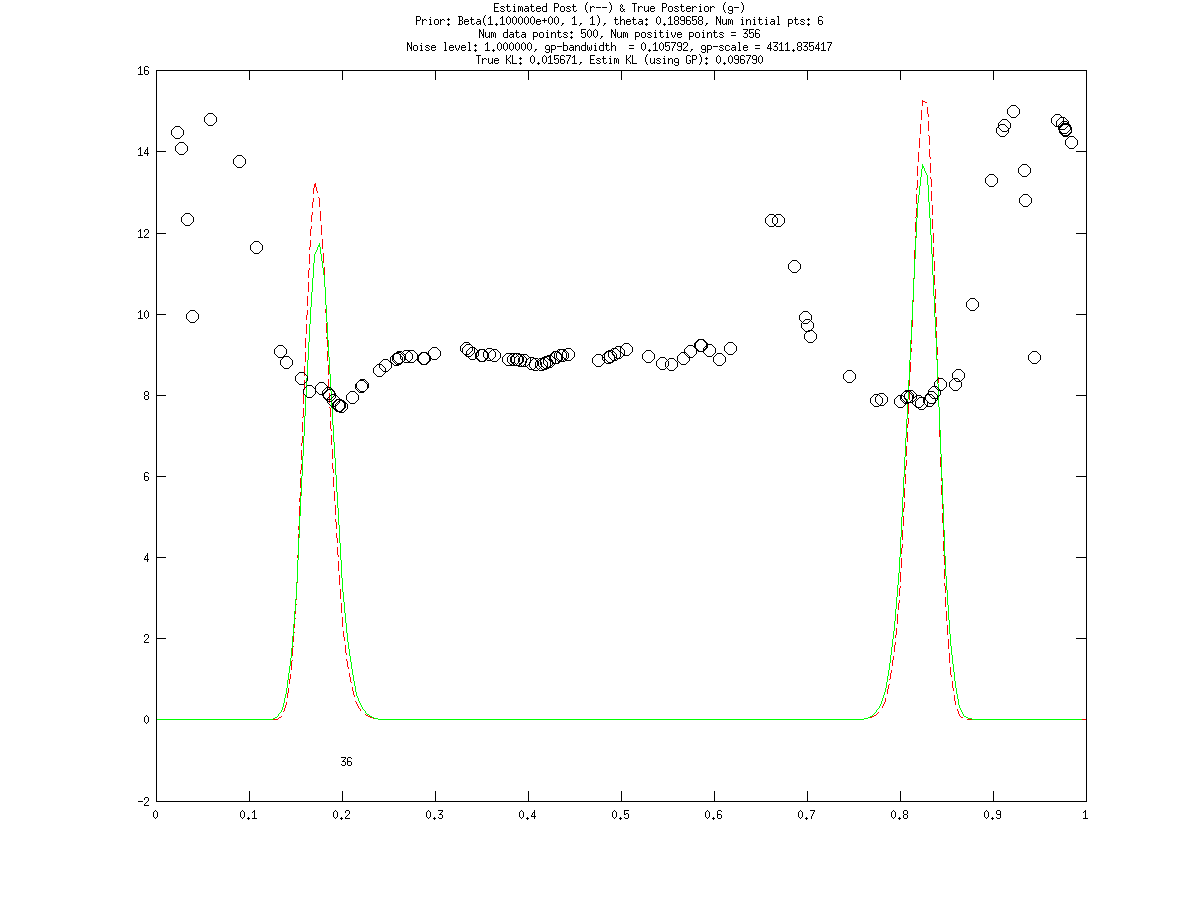 Estimated Post (r--) & True Posterior (g-)
Prior: Beta(1.100000e+00, 1, 1), theta: 0.189658, Num initial pts: 6
Num data points: 500, Num positive points = 356
Noise level: 1.000000, gp-bandwidth  = 0.105792, gp-scale = 4311.835417
True KL: 0.015671, Estim KL (using GP): 0.096790
16
14
12
10
8
6
4
2
0
36
-2
0 0.1 0.2 0.3 0.4 0.5 0.6 0.7 0.8 0.9 1